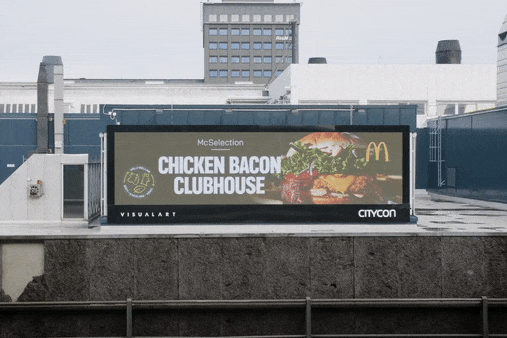 McSelection
CHICKEN BACON
CLUBHOUSE
VISUALART
CITYCON